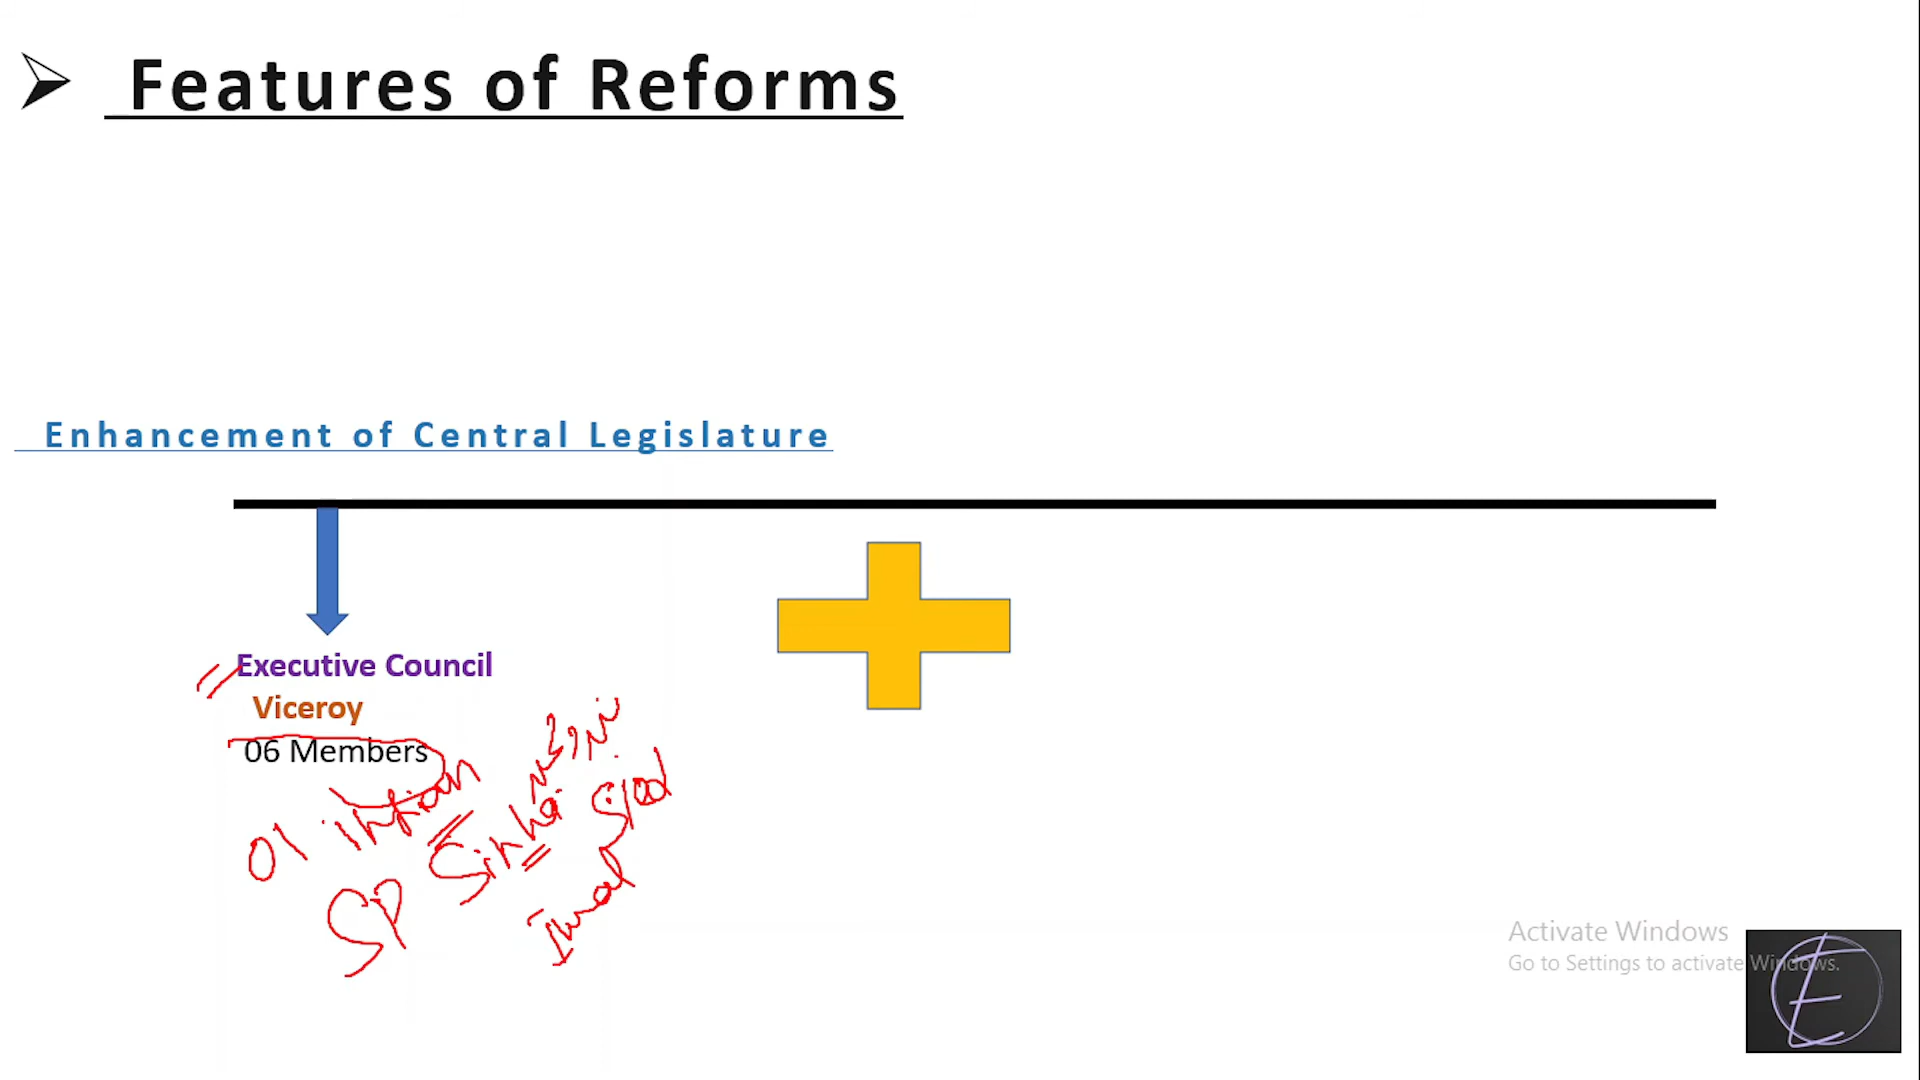 Features of Reforms
Enhancement of Central Legislature
Executive Council
Viceroy
06 Members
01 indian
SP Sinha
Activate Windows
Go to Settings to activate Windows.